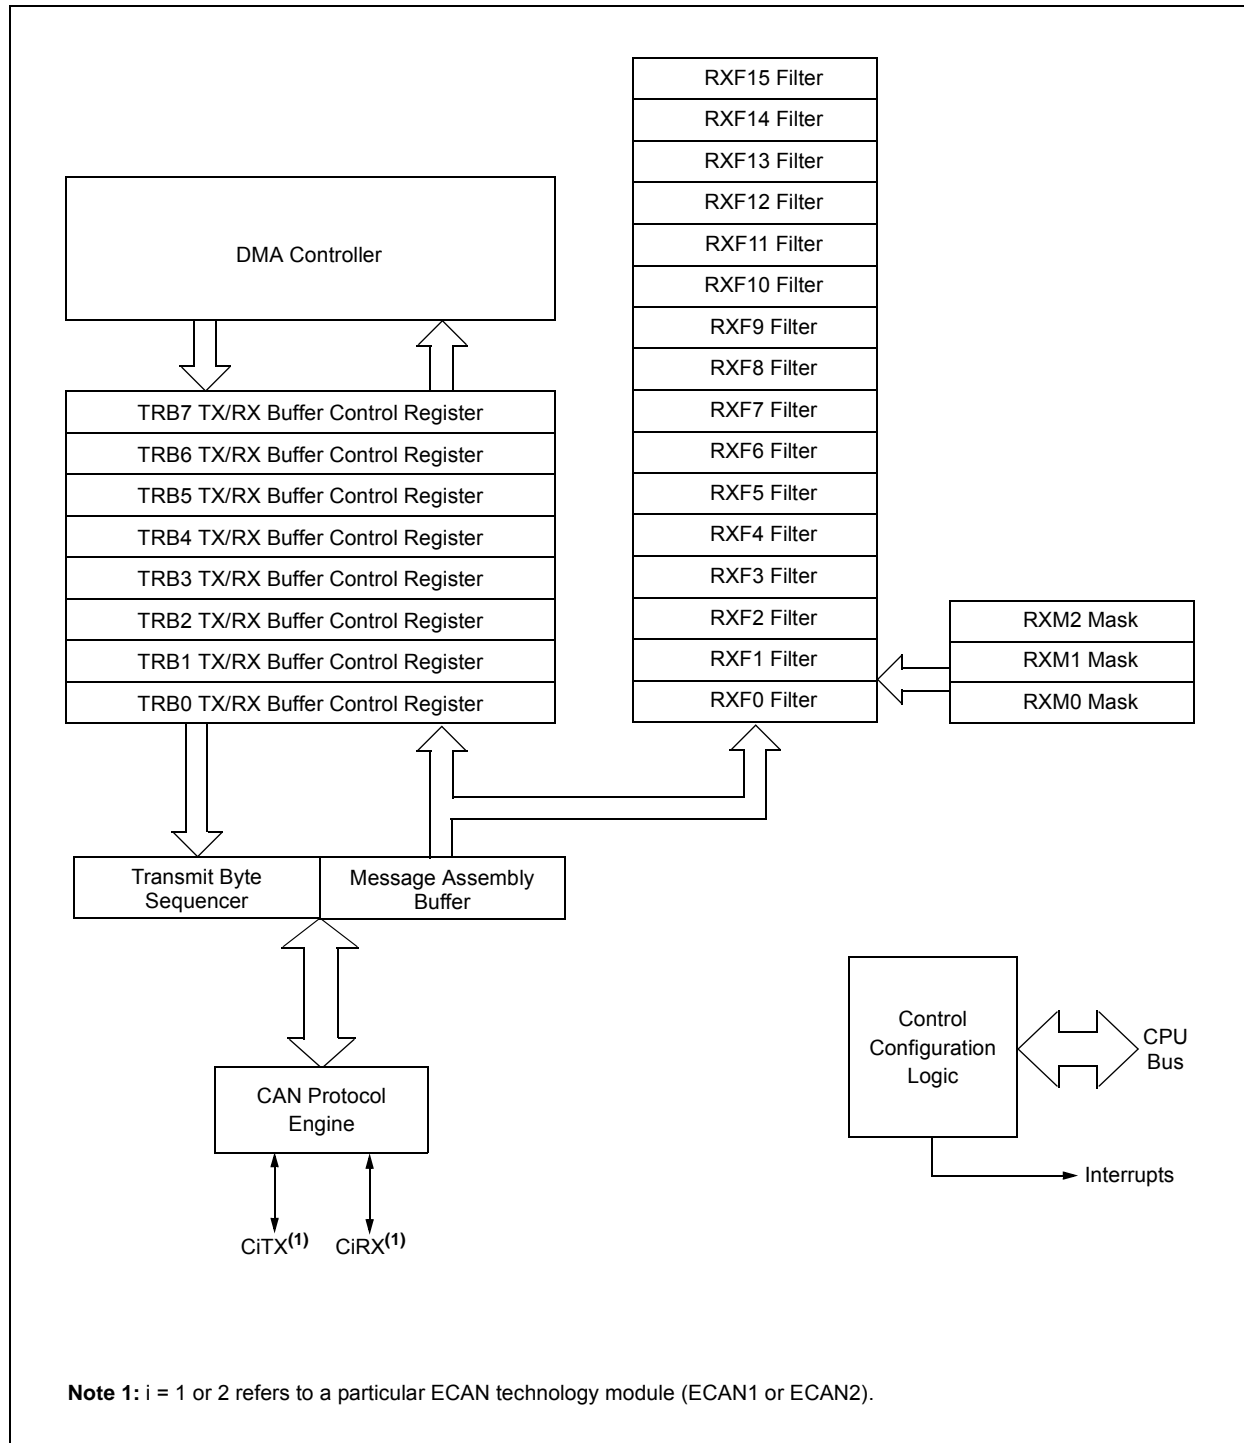 RXF15 Filter
RXF14 Filter
RXF13 Filter
RXF12 Filter
RXF11 Filter
RXF10 Filter
RXF9 Filter
RXF8 Filter
RXF7 Filter
RXF6 Filter
RXF5 Filter
RXF4 Filter
RXF3 Filter
RXF2 Filter
RXF1 Filter
RXF0 Filter
DMA Controller
TRB7 TX/RX Buffer Control Register
TRB6 TX/RX Buffer Control Register
TRB5 TX/RX Buffer Control Register
TRB4 TX/RX Buffer Control Register
TRB3 TX/RX Buffer Control Register
TRB2 TX/RX Buffer Control Register
TRB1 TX/RX Buffer Control Register
TRB0 TX/RX Buffer Control Register
RXM2 Mask
RXM1 Mask
RXM0 Mask
Transmit Byte
Sequencer
Message Assembly
Buffer
CAN Protocol
Engine
CiTX(1)
CiRX(1)
Control
Configuration
Logic
CPU
Bus
Interrupts
Note 1: i = 1 or 2 refers to a particular ECAN technology module (ECAN1 or ECAN2).